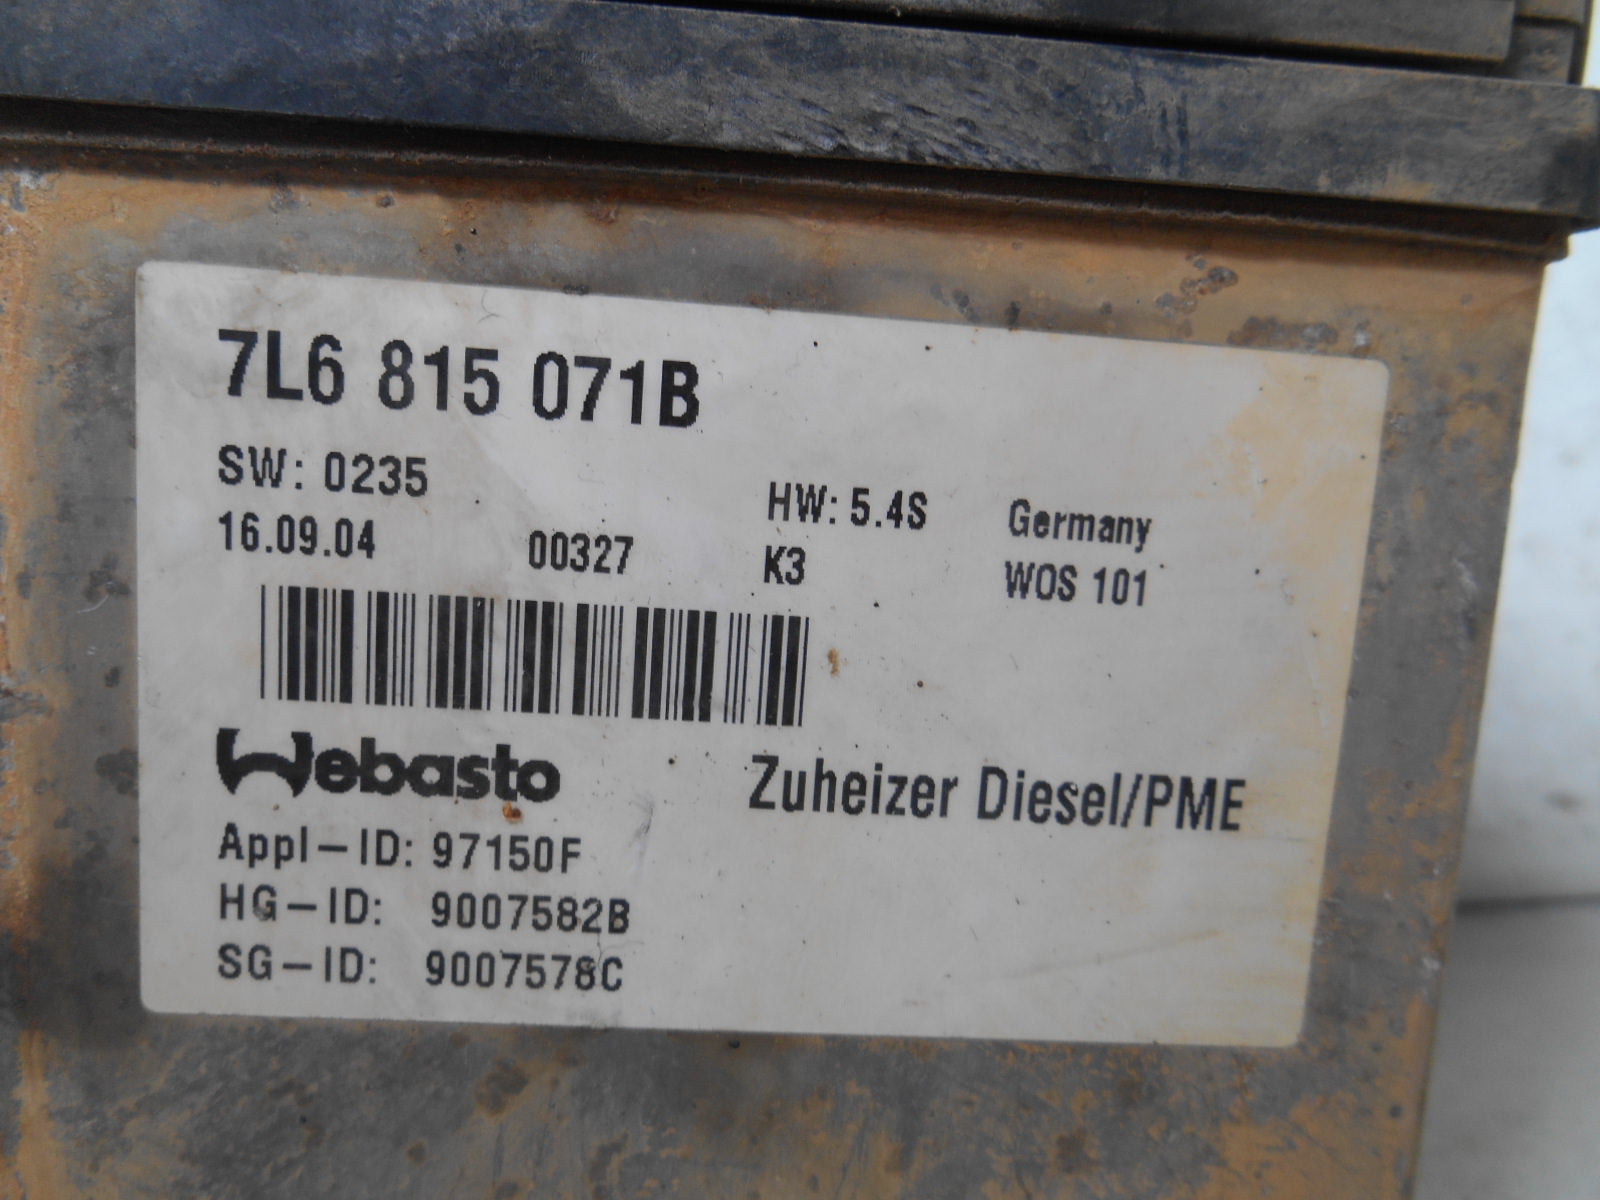 7L6 815 071B
SW: 0235 HW: 5.4S Germany
16.09.04 00327 K3 WOS 101
Webasto Zuheizer Diesel/PME
Appl-ID: 97150F
HG-ID: 9007582B
SG-ID: 9007578C